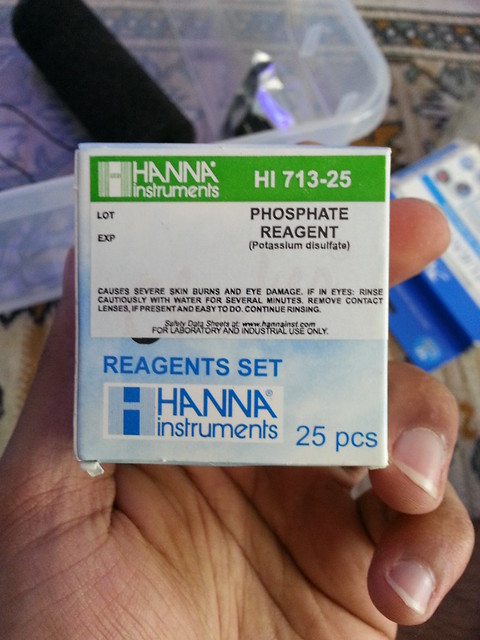 HANNA®
instruments
HI 713-25
LOT
EXP
PHOSPHATE
REAGENT
(Potassium disulfate)
CAUSES SEVERE SKIN BURNS AND EYE DAMAGE. IF IN EYES: RINSE
CAUTIOUSLY WITH WATER FOR SEVERAL MINUTES. REMOVE CONTACT
LENSES, IF PRESENT AND EASY TO DO. CONTINUE RINSING.
Safety Data Sheets at: www.hannainst.com
FOR LABORATORY AND INDUSTRIAL USE ONLY.
REAGENTS SET
HANNA®
instruments
25 pcs